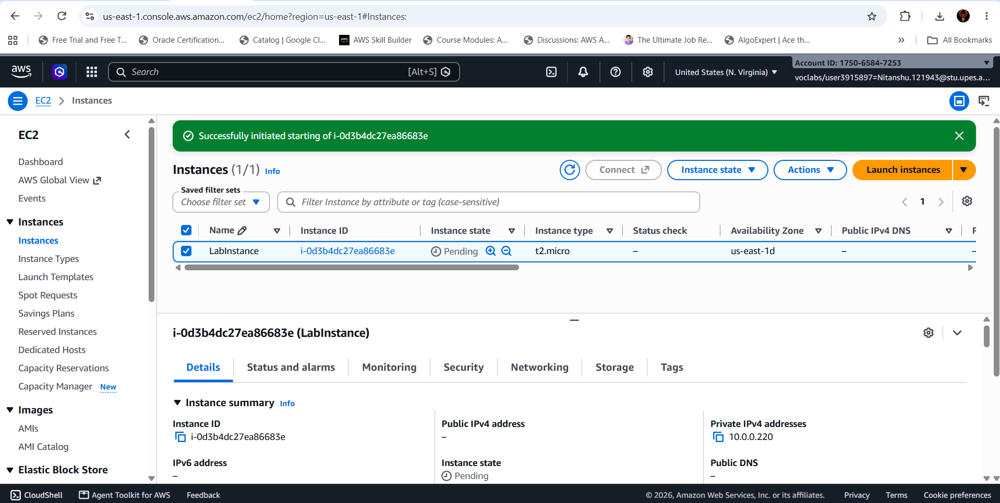 us-east-1.console.aws.amazon.com/ec2/home?region=us-east-1#Instances:
Free Trial and Free T...
Oracle Certification...
Catalog | Google Cl...
aws
AWS Skill Builder
Course Modules: A...
Discussions: AWS A...
The Ultimate Job Re...
AlgoExpert | Ace th...
All Bookmarks
aws
Search
[Alt+S]
United States (N. Virginia)
Account ID: 1750-6584-7253
voclabs/user3915897=Nitanshu.121943@stu.upes.a...
EC2
Instances
EC2
Dashboard
AWS Global View
Events
Instances
Instances
Instance Types
Launch Templates
Spot Requests
Savings Plans
Reserved Instances
Dedicated Hosts
Capacity Reservations
Capacity Manager New
Images
AMIs
AMI Catalog
Elastic Block Store
Successfully initiated starting of i-0d3b4dc27ea86683e
Instances (1/1) Info
Connect
Instance state
Actions
Launch instances
Saved filter sets
Choose filter set
Filter Instance by attribute or tag (case-sensitive)
1
Name Instance ID Instance state Instance type Status check Availability Zone Public IPv4 DNS
LabInstance i-0d3b4dc27ea86683e Pending t2.micro – us-east-1d – –
i-0d3b4dc27ea86683e (LabInstance)
Details Status and alarms Monitoring Security Networking Storage Tags
Instance summary Info
Instance ID
i-0d3b4dc27ea86683e
Public IPv4 address
–
Private IPv4 addresses
10.0.0.220
IPv6 address
–
Instance state
Pending
Public DNS
–
CloudShell Agent Toolkit for AWS Feedback
© 2026, Amazon Web Services, Inc. or its affiliates. Privacy Terms Cookie preferences